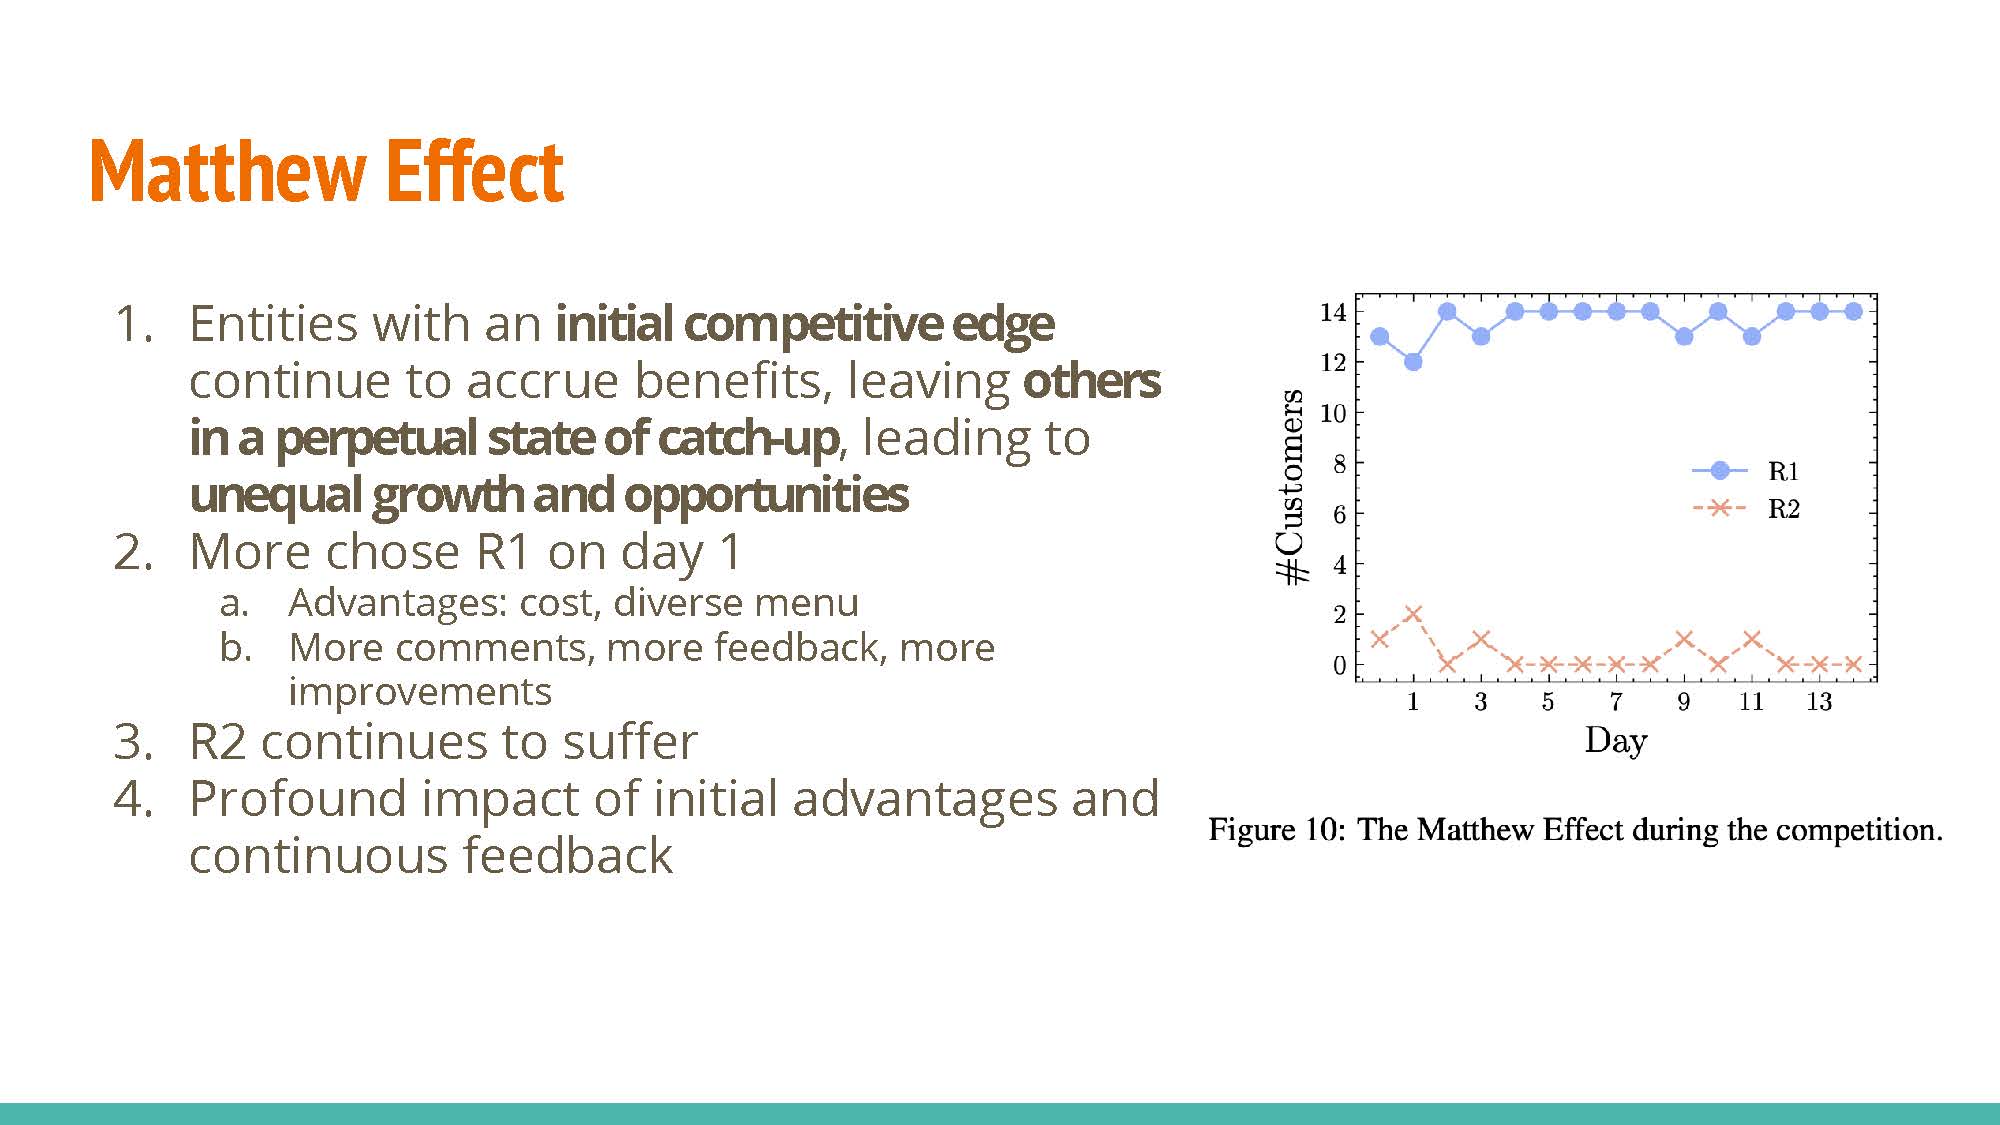 Matthew Effect
1. Entities with an initial competitive edge
continue to accrue benefits, leaving others
in a perpetual state of catch-up, leading to
unequal growth and opportunities
2. More chose R1 on day 1
a. Advantages: cost, diverse menu
b. More comments, more feedback, more
improvements
3. R2 continues to suffer
4. Profound impact of initial advantages and
continuous feedback
14
12
10
8
6
4
2
0
#Customers
R1
R2
1 3 5 7 9 11 13
Day
Figure 10: The Matthew Effect during the competition.